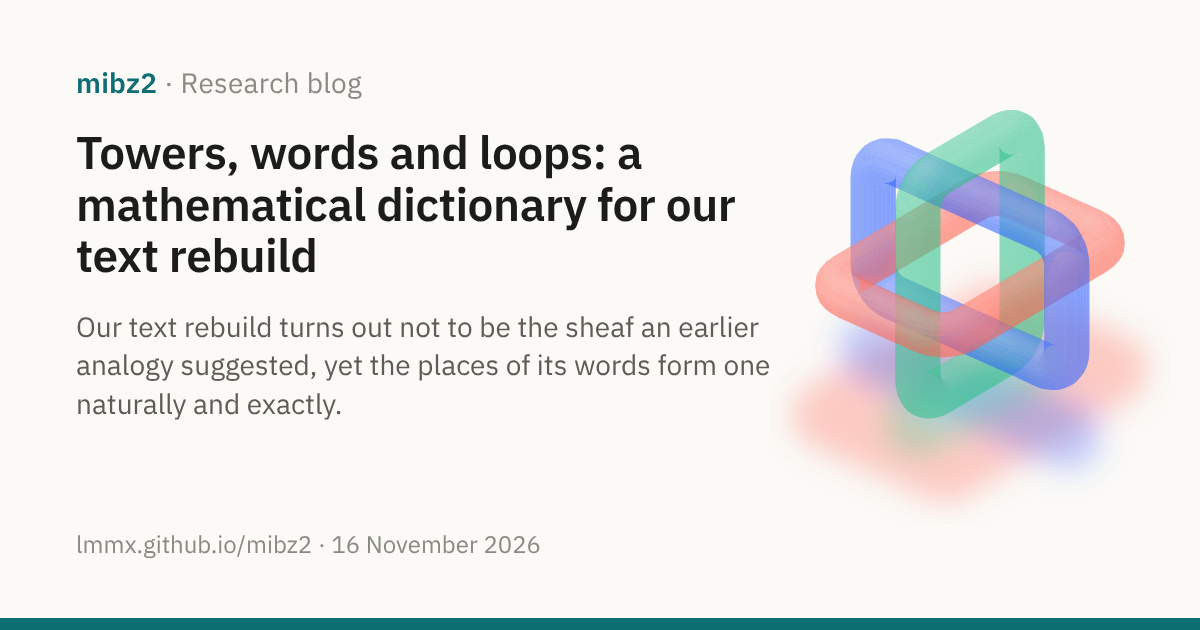 mibz2 · Research blog
Towers, words and loops: a
mathematical dictionary for our
text rebuild
Our text rebuild turns out not to be the sheaf an earlier
analogy suggested, yet the places of its words form one
naturally and exactly.
lmmx.github.io/mibz2 · 16 November 2026